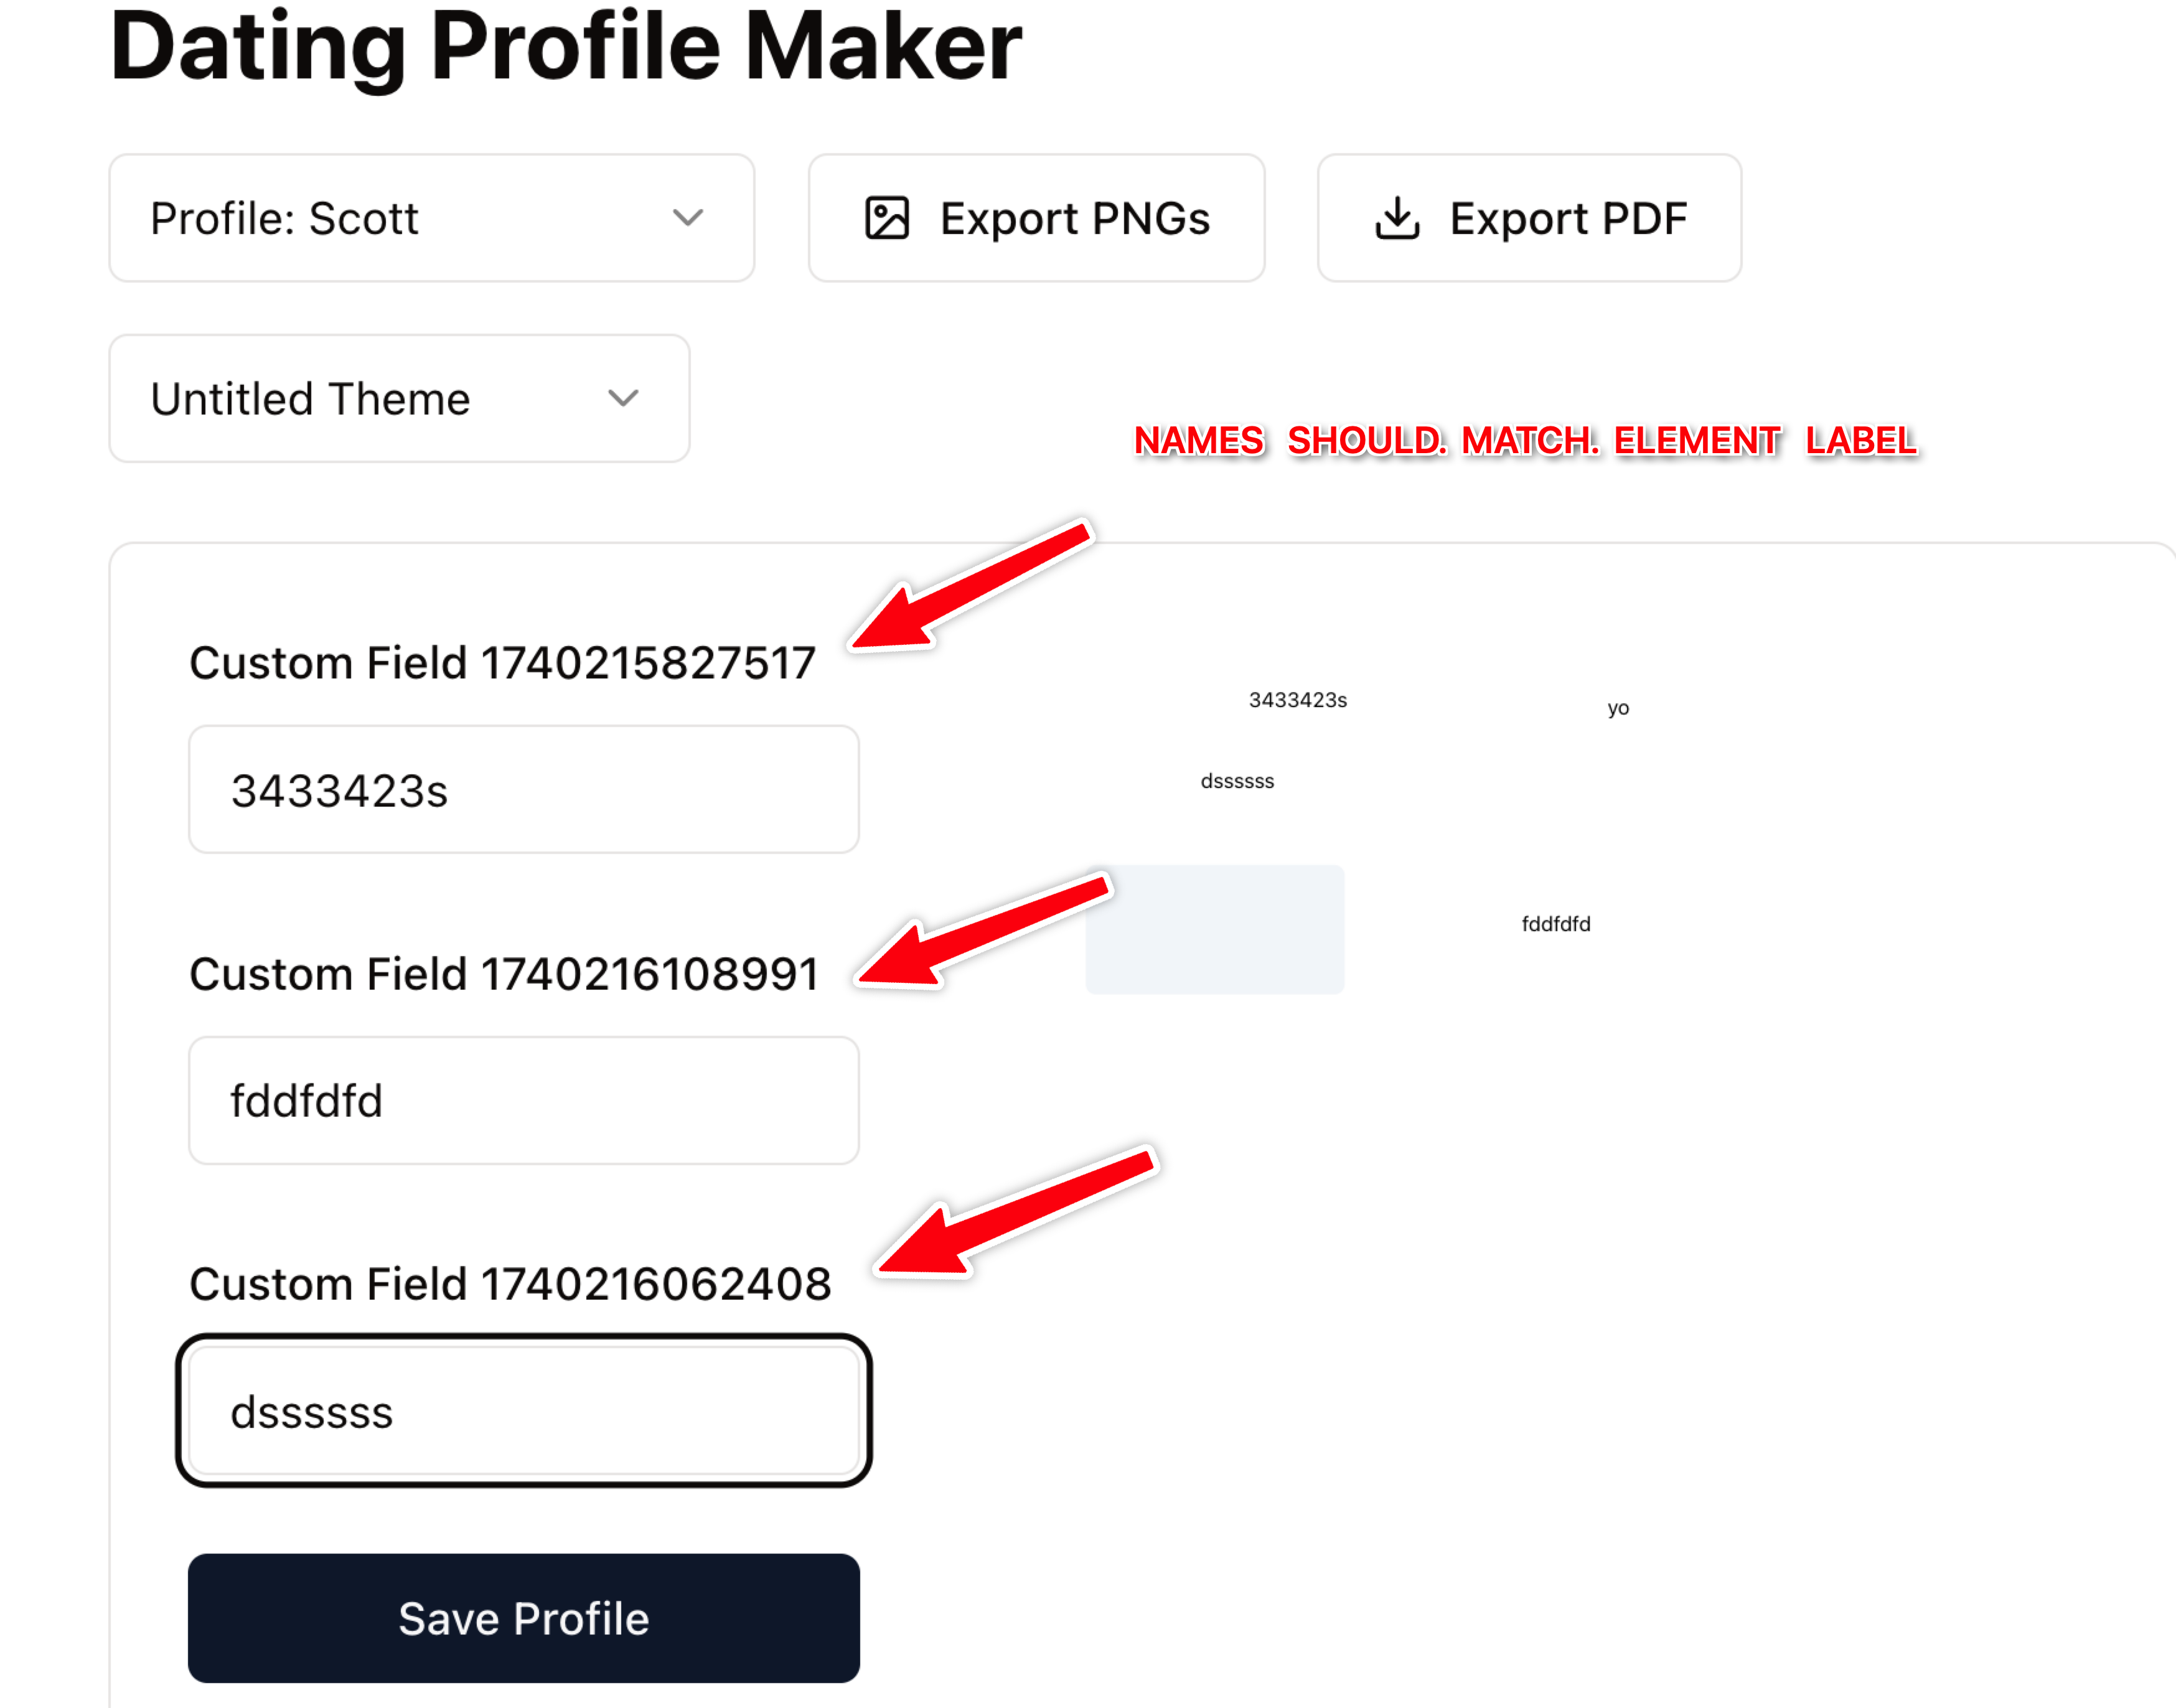 Dating Profile Maker
Profile: Scott
Export PNGs
Export PDF
Untitled Theme
NAMES SHOULD. MATCH. ELEMENT LABEL
Custom Field 1740215827517
3433423s
Custom Field 1740216108991
fddfdfd
Custom Field 1740216062408
dssssss
Save Profile
3433423s
yo
dssssss
fddfdfd